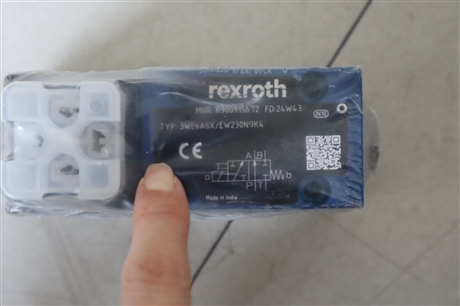 rexroth
MNR: R900915672 FD:24W43
TYP: 3WE6A6X/EW230N9K4
CE
A B
a b
P T
Made in India